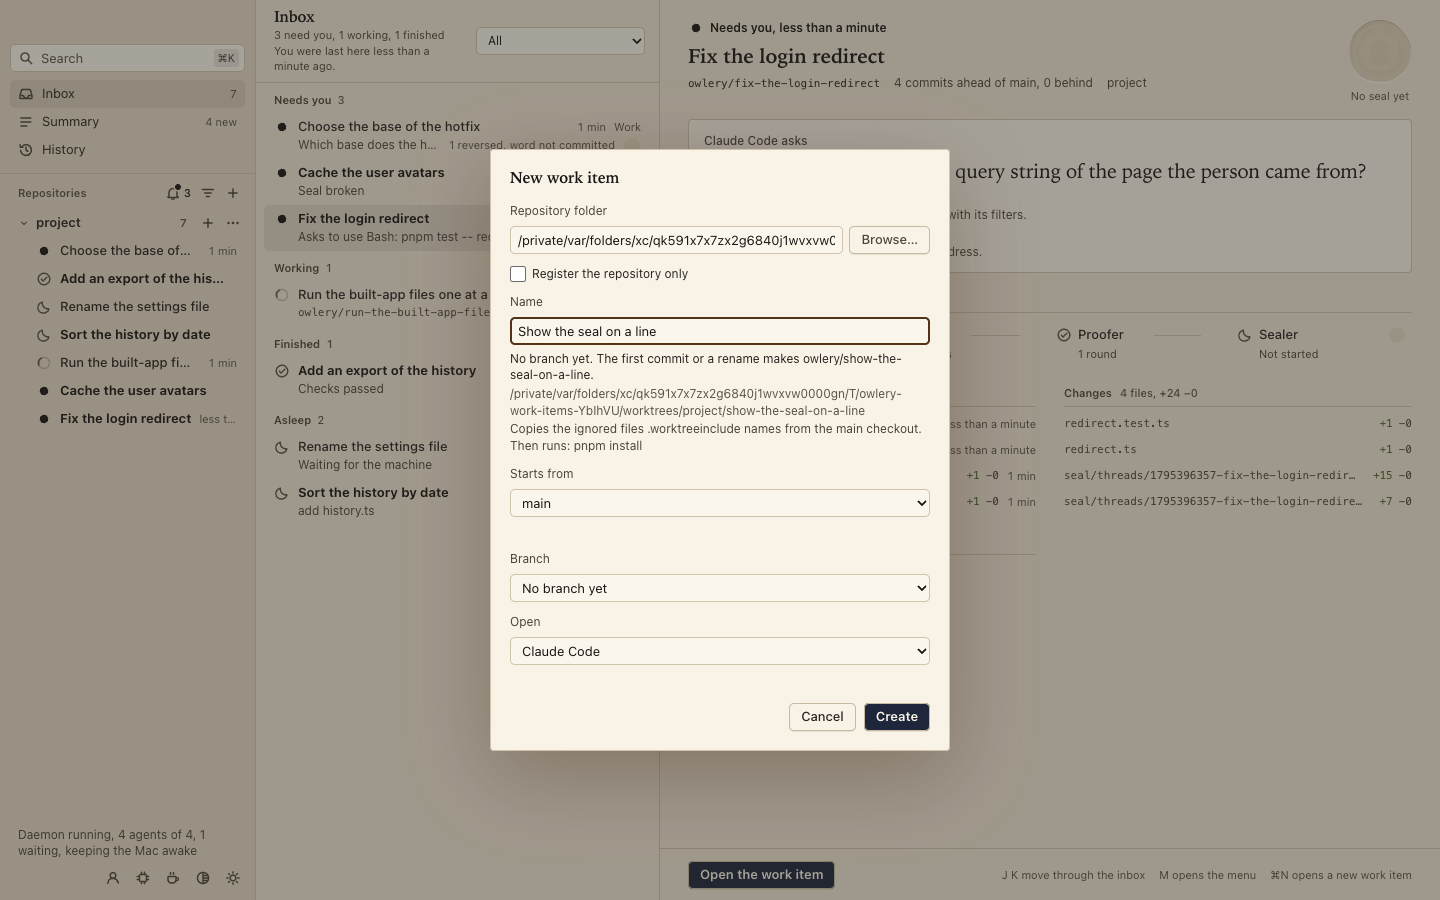 Search
⌘K
Inbox
7
Summary
4 new
History
Repositories
3
project
7
Choose the base of...
1 min
Add an export of the his...
Rename the settings file
Sort the history by date
Run the built-app fi...
1 min
Cache the user avatars
Fix the login redirect
less t...
Daemon running, 4 agents of 4, 1
waiting, keeping the Mac awake
Inbox
3 need you, 1 working, 1 finished
You were last here less than a
minute ago.
All
Needs you 3
Choose the base of the hotfix
1 min Work
Which base does the h...
1 reversed, word not committed
Cache the user avatars
Seal broken
Fix the login redirect
Asks to use Bash: pnpm test -- rec
Working 1
Run the built-app files one at a
owlery/run-the-built-app-file
Finished 1
Add an export of the history
Checks passed
Asleep 2
Rename the settings file
Waiting for the machine
Sort the history by date
add history.ts
Needs you, less than a minute
Fix the login redirect
owlery/fix-the-login-redirect 4 commits ahead of main, 0 behind project
No seal yet
Claude Code asks
query string of the page the person came from?
with its filters.
dress.
Proofer
1 round
Sealer
Not started
Changes 4 files, +24 −0
ss than a minute
redirect.test.ts
+1 −0
ss than a minute
redirect.ts
+1 −0
+1 −0 1 min
seal/threads/1795396357-fix-the-login-redir…
+15 −0
+1 −0 1 min
seal/threads/1795396357-fix-the-login-redire…
+7 −0
Open the work item
J K move through the inbox
M opens the menu
⌘N opens a new work item
New work item
Repository folder
/private/var/folders/xc/qk591x7x7zx2g6840j1wvxvw0
Browse...
Register the repository only
Name
Show the seal on a line
No branch yet. The first commit or a rename makes owlery/show-the-
seal-on-a-line.
/private/var/folders/xc/qk591x7x7zx2g6840j1wvxvw0000gn/T/owlery-
work-items-YbIhVU/worktrees/project/show-the-seal-on-a-line
Copies the ignored files .worktreeinclude names from the main checkout.
Then runs: pnpm install
Starts from
main
Branch
No branch yet
Open
Claude Code
Cancel
Create